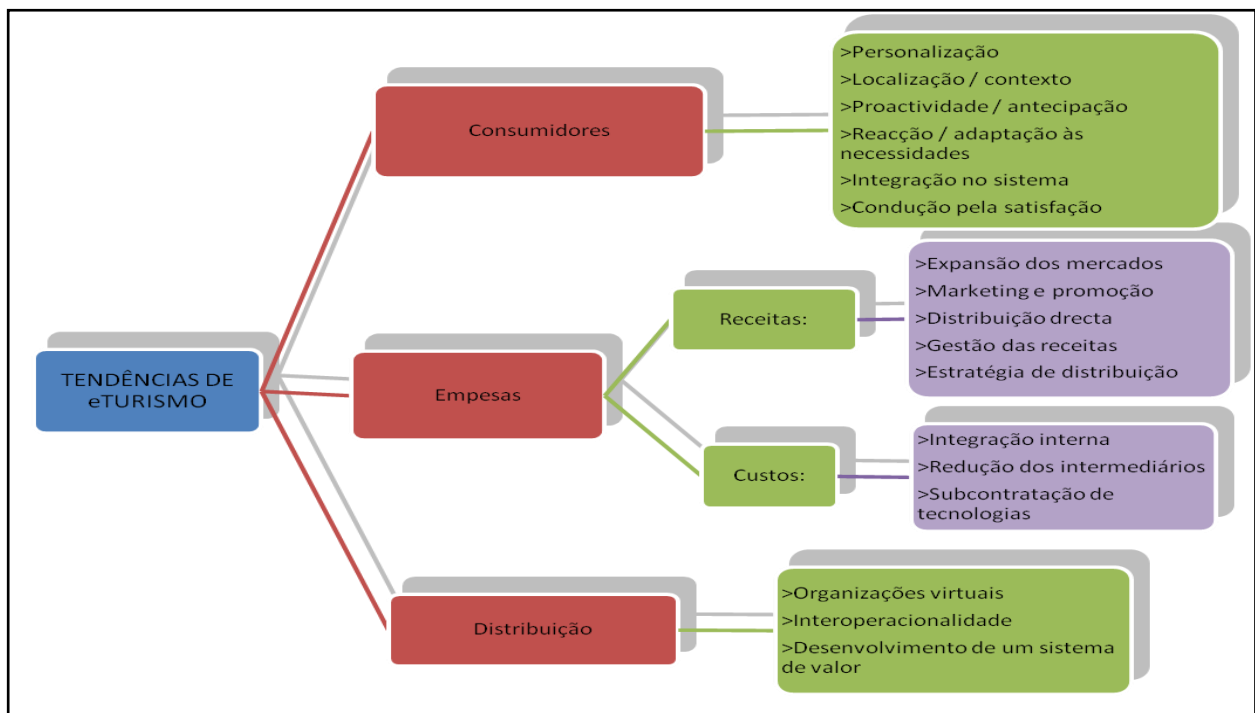 TENDÊNCIAS DE
eTURISMO
Consumidores
>Personalização
>Localização / contexto
>Proactividade / antecipação
>Reacção / adaptação às
necessidades
>Integração no sistema
>Condução pela satisfação
Empesas
Receitas:
>Expansão dos mercados
>Marketing e promoção
>Distribuição drecta
>Gestão das receitas
>Estratégia de distribuição
Custos:
>Integração interna
>Redução dos intermediários
>Subcontratação de
tecnologias
Distribuição
>Organizações virtuais
>Interoperacionalidade
>Desenvolvimento de um sistema
de valor